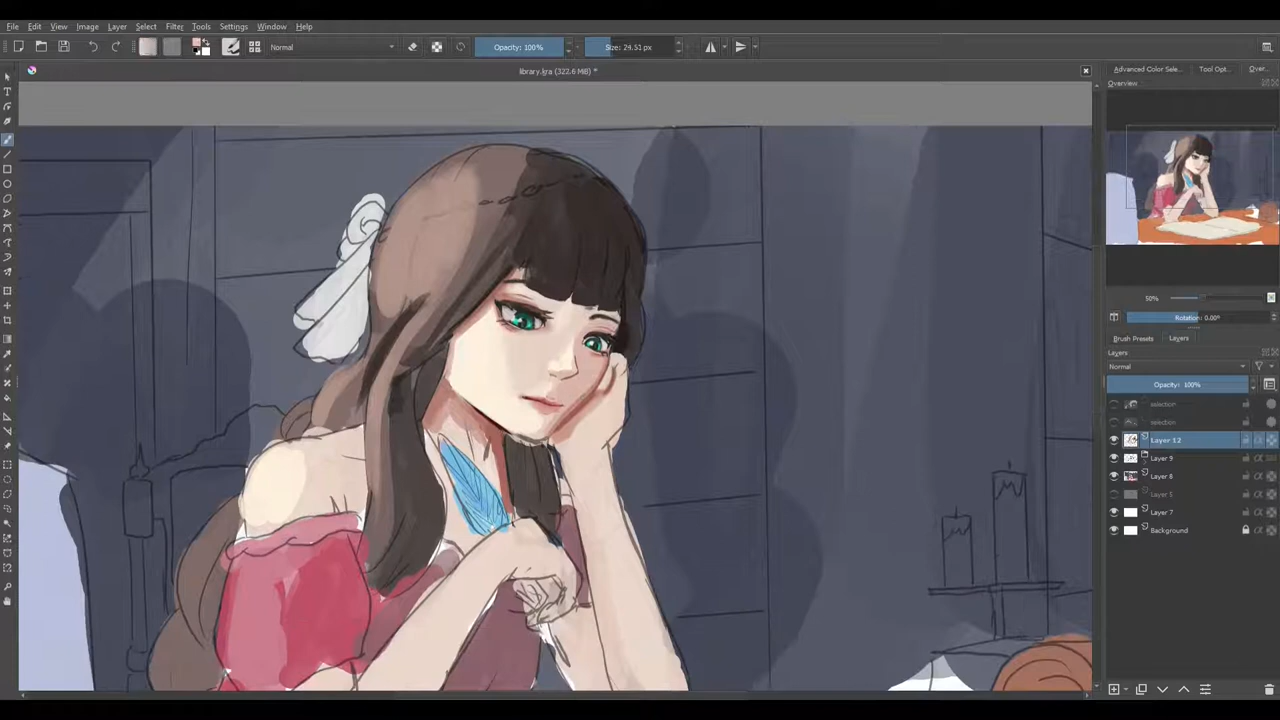 File Edit View Image Layer Select Filter Tools Settings Window Help
Normal Opacity: 100% Size: 24.51 px
library.kra (322.6 MiB) *
Advanced Color Sele... Tool Opt... Over...
Overview
50%
Rotation: 0.00°
Brush Presets Layers
Layers
Normal
Opacity: 100%
selection
selection
Layer 12
Layer 9
Layer 8
Layer 5
Layer 7
Background